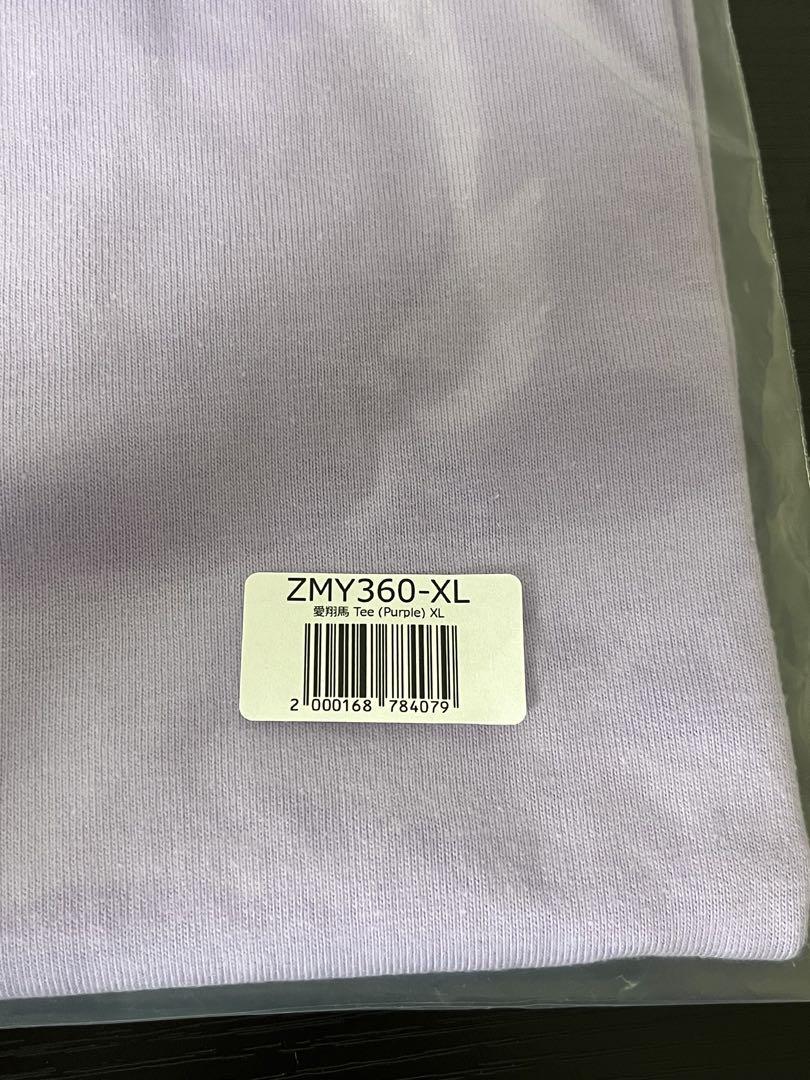 ZMY360-XL
愛翔馬 Tee (Purple) XL
2 000168 784079